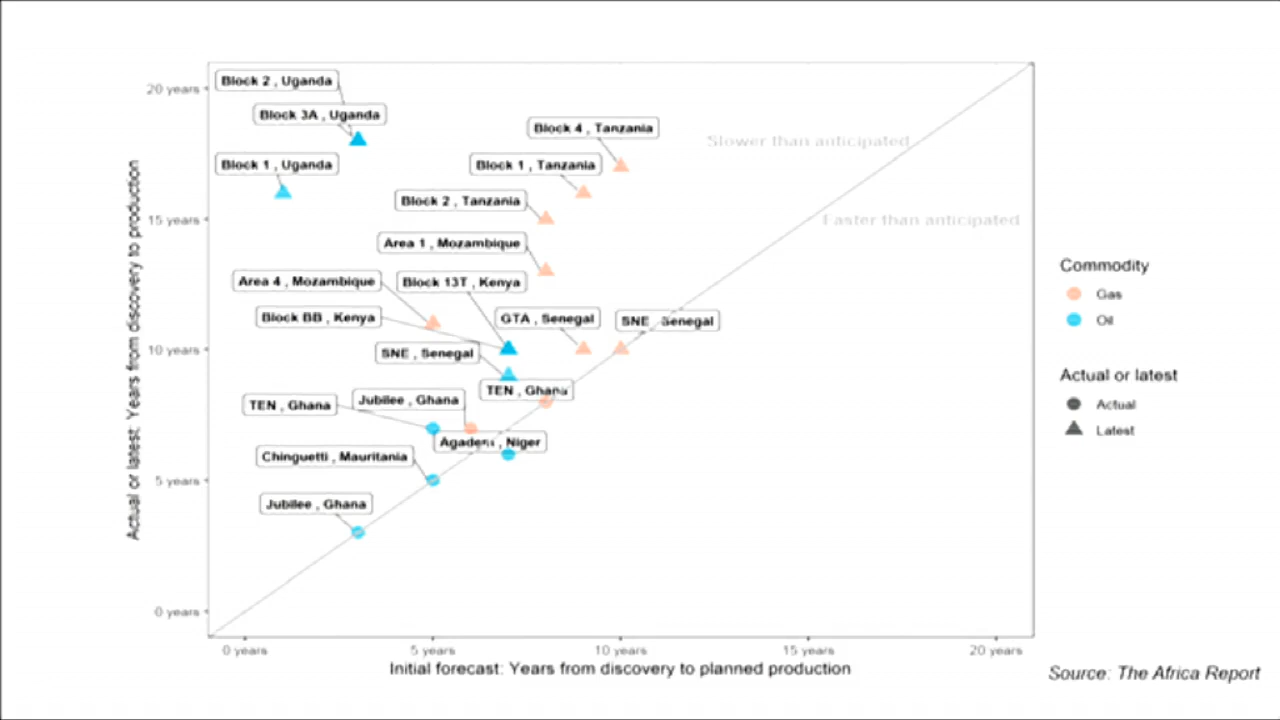 Block 2 , Uganda
20 years
Block 3A , Uganda
Block 4 , Tanzania
Slower than anticipated
Block 1 , Uganda
Block 1 , Tanzania
Block 2 , Tanzania
15 years
Faster than anticipated
Area 1 , Mozambique
Area 4 , Mozambique
Block 13T , Kenya
Block BB , Kenya
GTA , Senegal
SNE , Senegal
10 years
SNE , Senegal
TEN , Ghana
Jubilee , Ghana
TEN , Ghana
Agadem , Niger
Chinguetti , Mauritania
5 years
Jubilee , Ghana
0 years
Actual or latest: Years from discovery to production
0 years
5 years
10 years
15 years
20 years
Initial forecast: Years from discovery to planned production
Commodity
Gas
Oil
Actual or latest
Actual
Latest
Source: The Africa Report